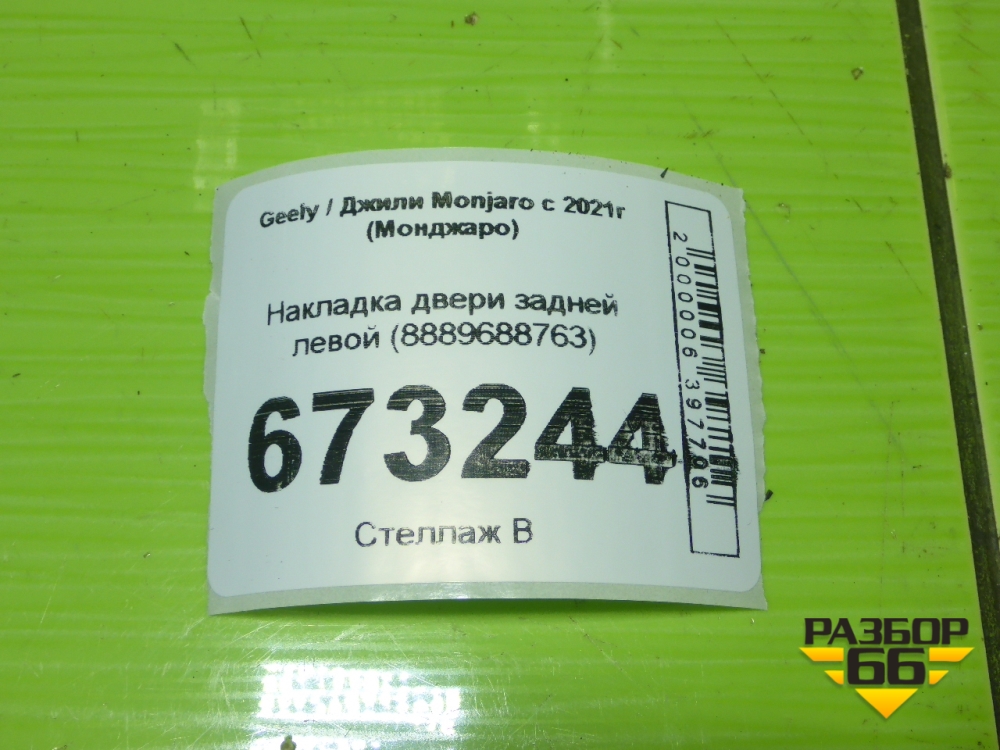 Geely / Джили Monjaro с 2021г
(Монджаро)
Накладка двери задней
левой (8889688763)
673244
Стеллаж В
2000006397706
РАЗБОР
66